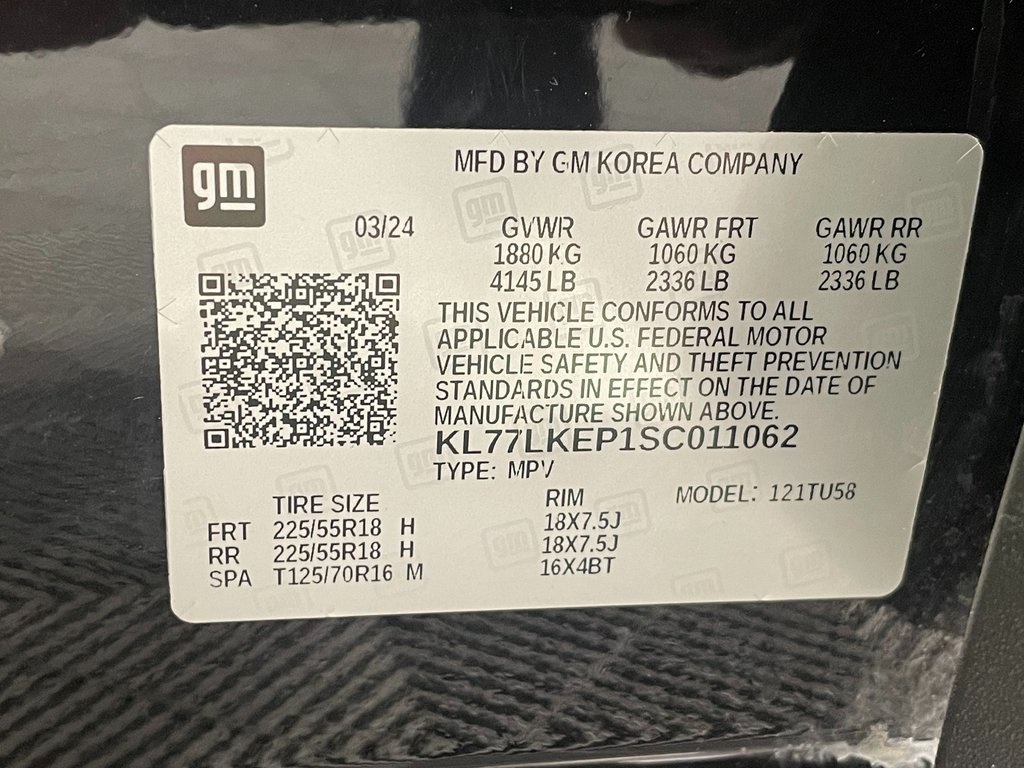 gm
MFD BY GM KOREA COMPANY
03/24 GVWR GAWR FRT GAWR RR
1880 KG 1060 KG 1060 KG
4145 LB 2336 LB 2336 LB
THIS VEHICLE CONFORMS TO ALL
APPLICABLE U.S. FEDERAL MOTOR
VEHICLE SAFETY AND THEFT PREVENTION
STANDARDS IN EFFECT ON THE DATE OF
MANUFACTURE SHOWN ABOVE.
KL77LKEP1SC011062
TYPE: MPV
TIRE SIZE RIM MODEL: 121TU58
FRT 225/55R18 H 18X7.5J
RR 225/55R18 H 18X7.5J
SPA T125/70R16 M 16X4BT